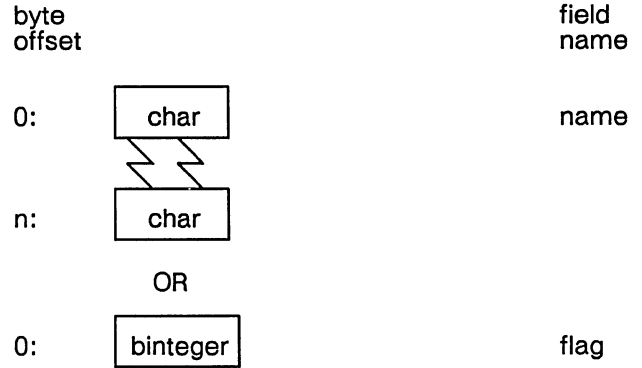 byte field
offset name
0: char name
n: char
OR
0: binteger flag